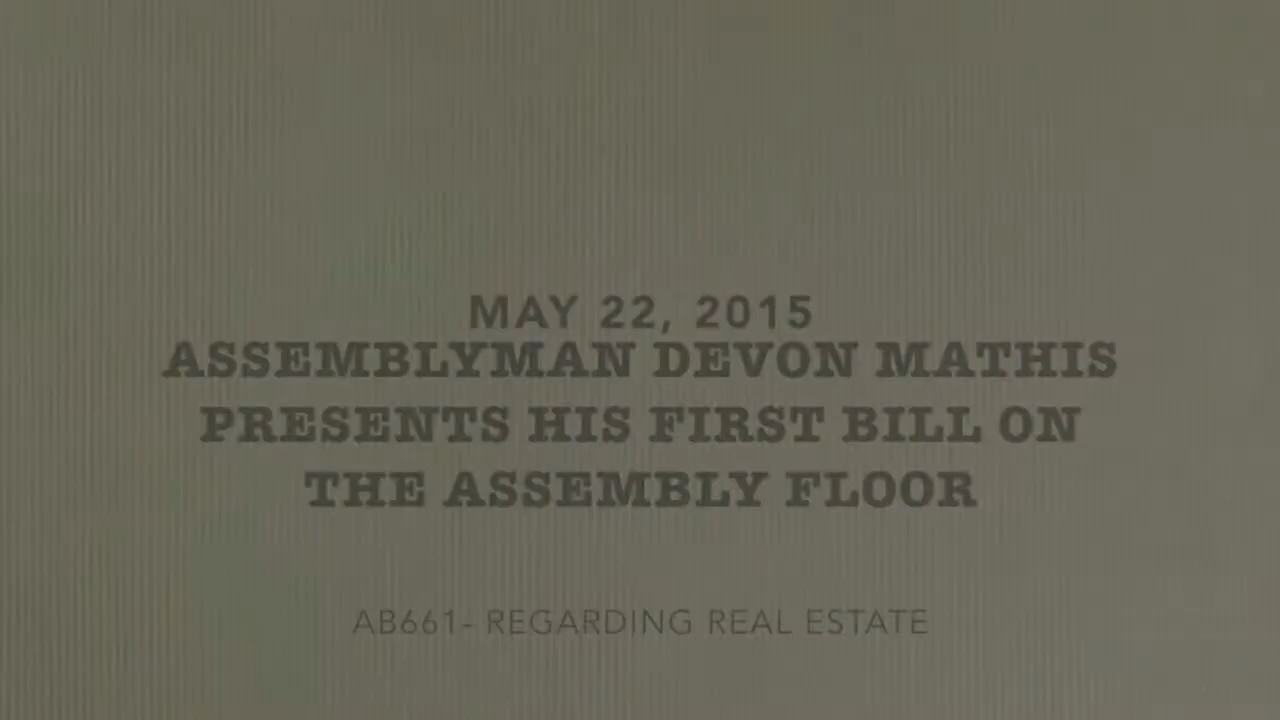 MAY 22, 2015
ASSEMBLYMAN DEVON MATHIS
PRESENTS HIS FIRST BILL ON
THE ASSEMBLY FLOOR
AB661- REGARDING REAL ESTATE